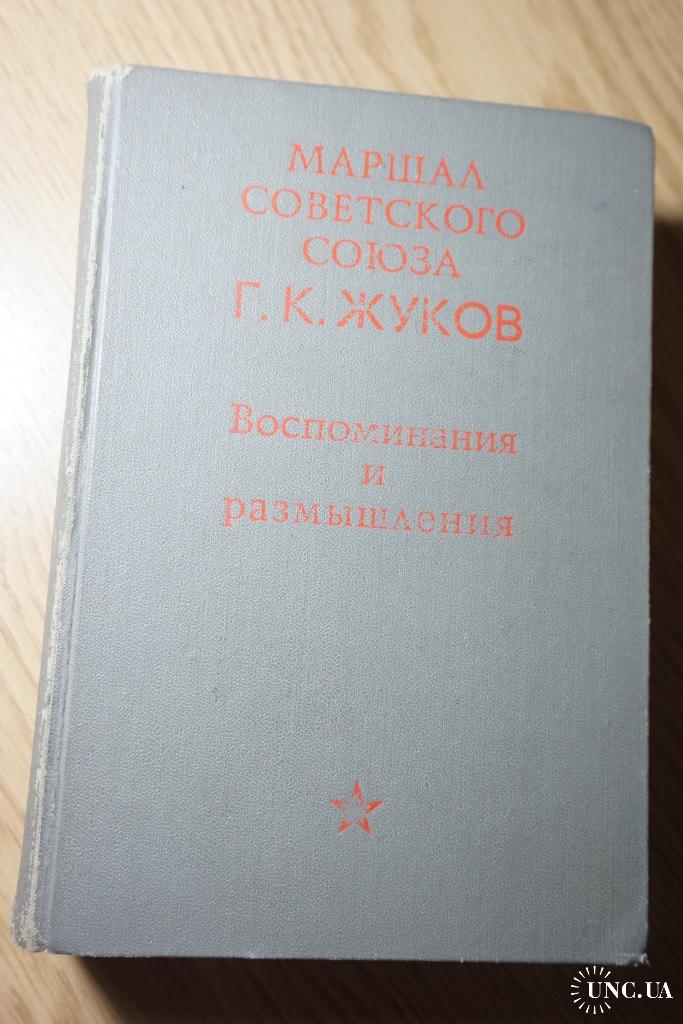 МАРШАЛ
СОВЕТСКОГО
СОЮЗА
Г. К. ЖУКОВ
Воспоминания
и
размышления
UNC.UA